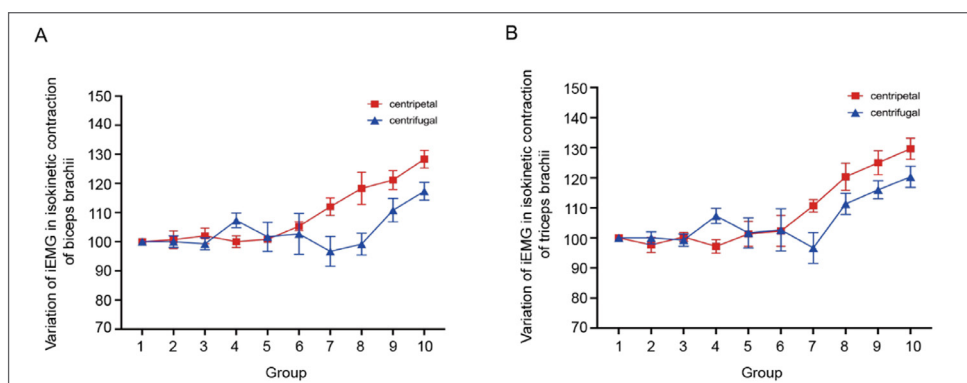 A
Variation of iEMG in isokinetic contraction
of biceps brachii
150
140
130
120
110
100
90
80
70
centripetal
centrifugal
1 2 3 4 5 6 7 8 9 10
Group
B
Variation of iEMG in isokinetic contraction
of triceps brachii
150
140
130
120
110
100
90
80
70
centripetal
centrifugal
1 2 3 4 5 6 7 8 9 10
Group